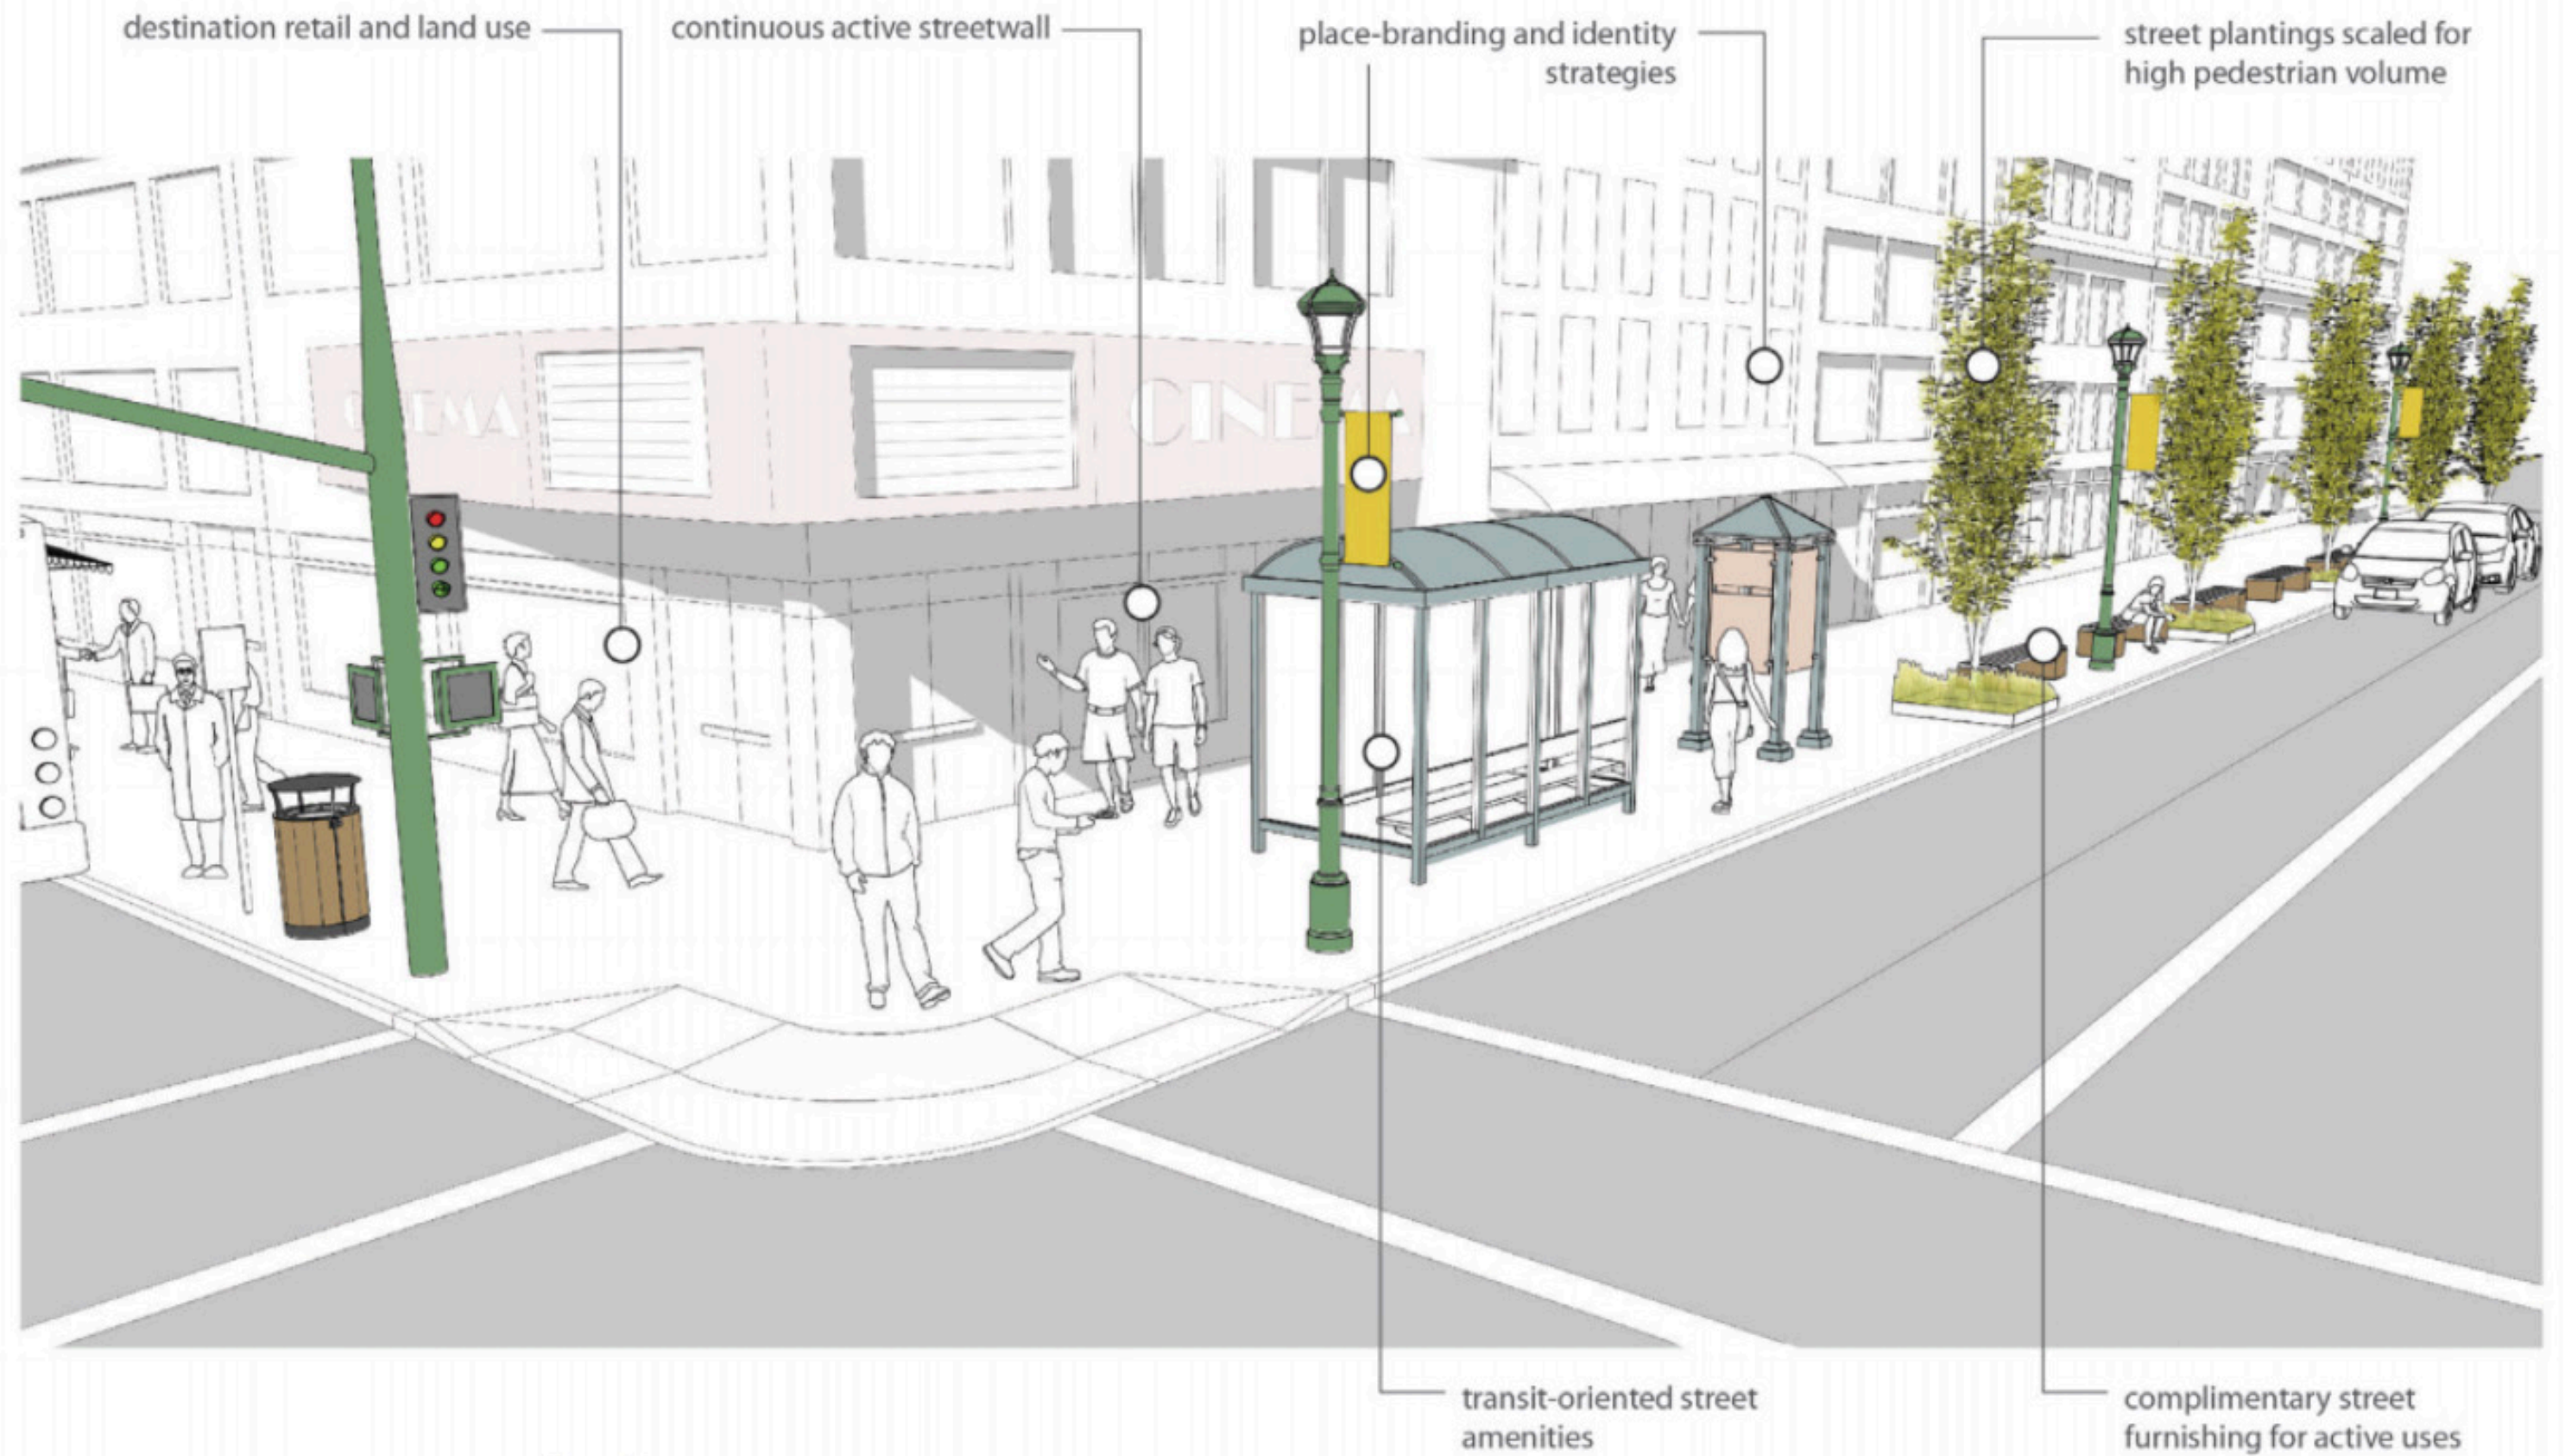 destination retail and land use
continuous active streetwall
place-branding and identity
strategies
street plantings scaled for
high pedestrian volume
CINEMA
CINEMA
transit-oriented street
amenities
complimentary street
furnishing for active uses